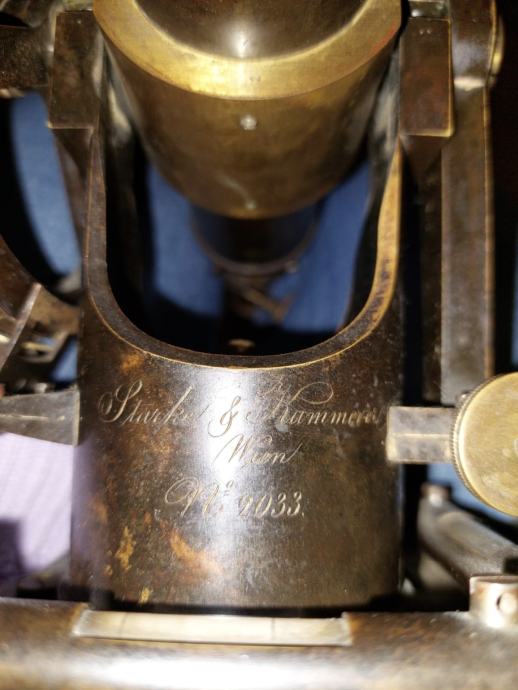 Starke & Kammerer
Wien
Nº 2033.